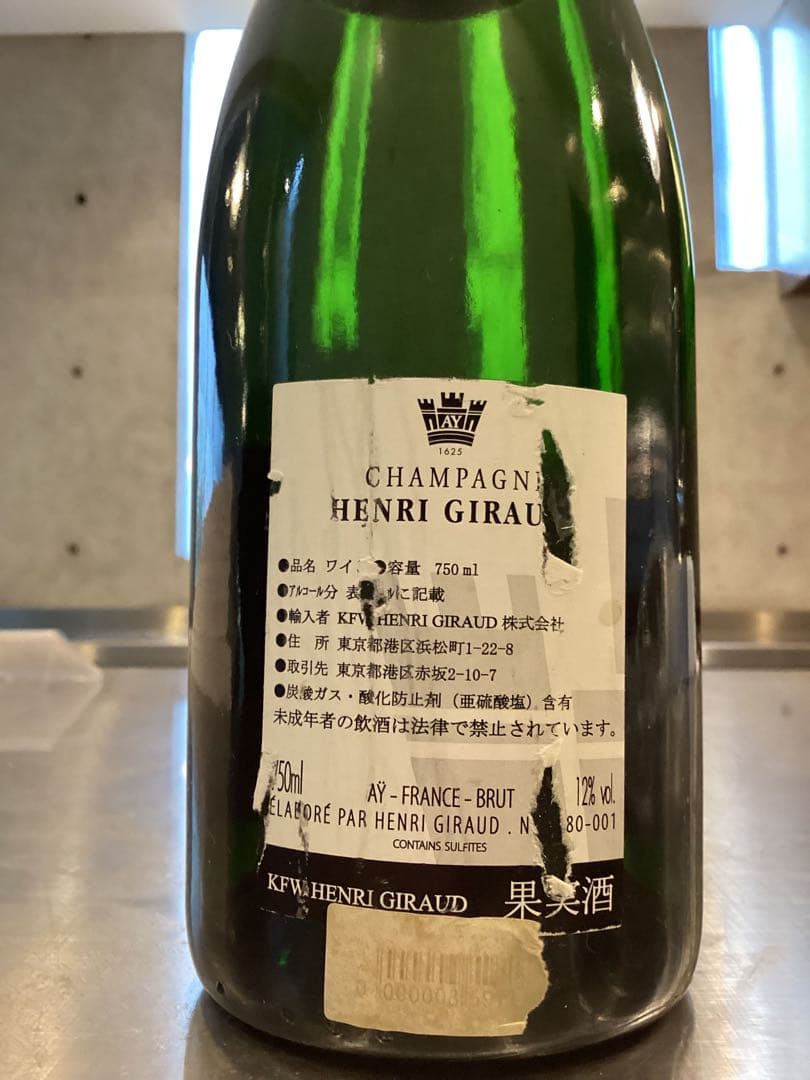 AY
1625
CHAMPAGN
HENRI GIRAU
●品名 ワイ 容量 750ml
●アルコール分 表 に記載
●輸入者 KFW HENRI GIRAUD 株式会社
●住 所 東京都港区浜松町1-22-8
●取引先 東京都港区赤坂2-10-7
●炭酸ガス・酸化防止剤（亜硫酸塩）含有
未成年者の飲酒は法律で禁止されています。
750ml AŸ - FRANCE - BRUT 12% vol.
ÉLABORÉ PAR HENRI GIRAUD . N 80-001
CONTAINS SULFITES
KFW HENRI GIRAUD 果実酒